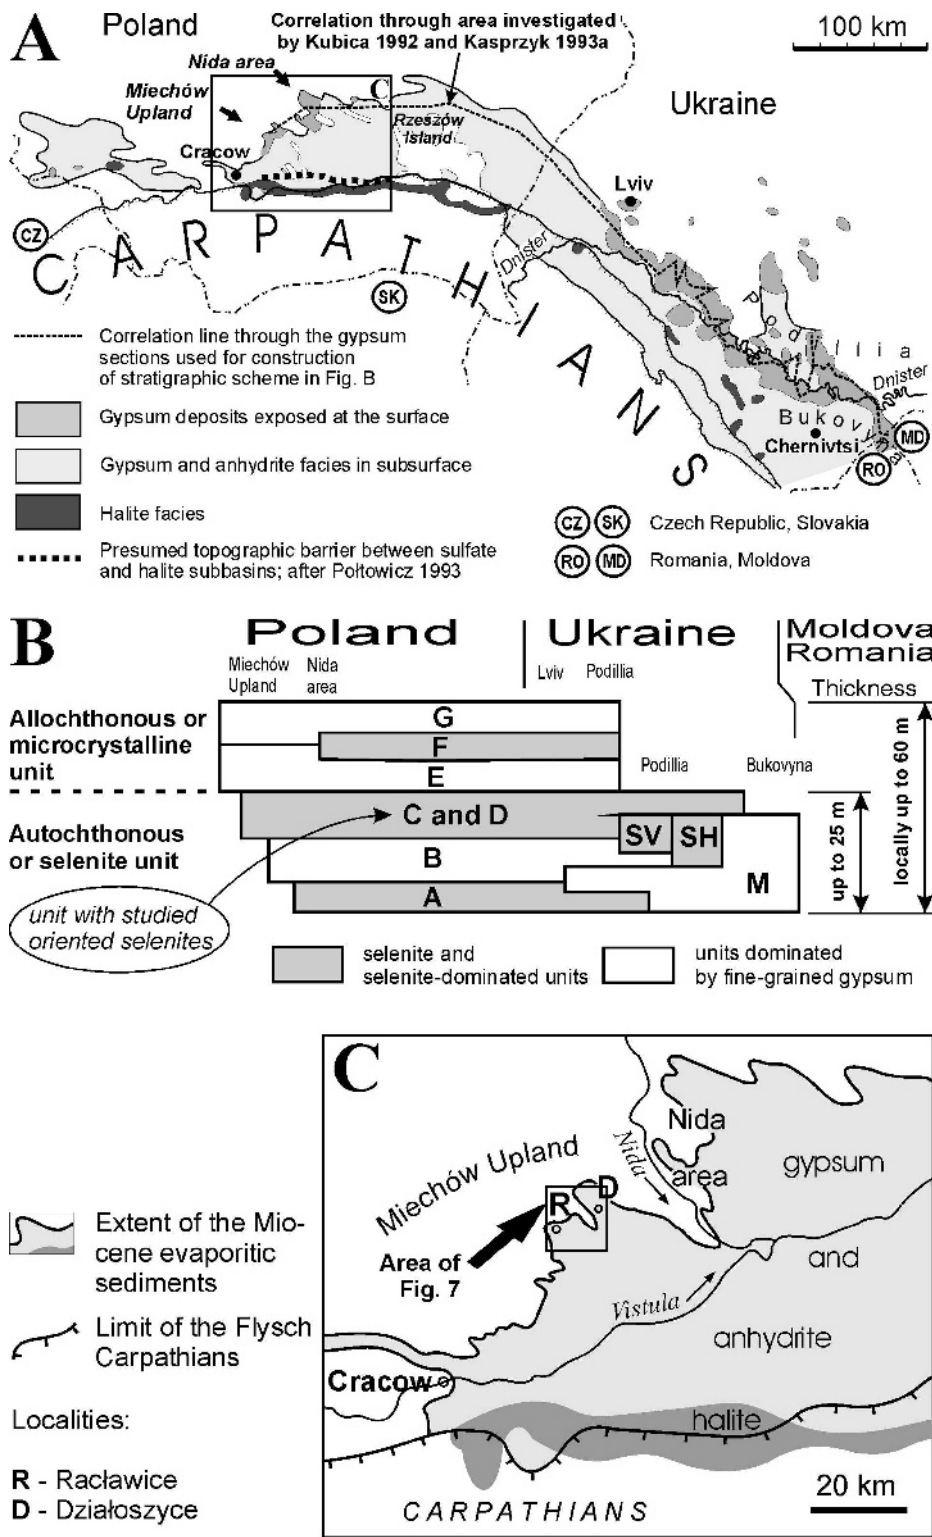 A
Poland
Correlation through area investigated
by Kubica 1992 and Kasprzyk 1993a
100 km
Nida area
C
Miechów
Upland
Ukraine
Rzeszów
Island
Cracow
Lviv
CZ
CARPATHIANS
Dnister
SK
Podillia
Dnister
Bukovyna
Chernivtsi
MD
RO
Correlation line through the gypsum
sections used for construction
of stratigraphic scheme in Fig. B
Gypsum deposits exposed at the surface
Gypsum and anhydrite facies in subsurface
Halite facies
Presumed topographic barrier between sulfate
and halite subbasins; after Połtowicz 1993
CZ SK Czech Republic, Slovakia
RO MD Romania, Moldova
B
Poland
Ukraine
Moldova
Romania
Miechów
Upland
Nida
area
Lviv
Podillia
Thickness
Allochthonous or
microcrystalline
unit
G
F
E
Podillia
Bukovyna
Autochthonous
or selenite unit
C and D
SV
SH
B
M
A
up to 25 m
locally up to 60 m
unit with studied
oriented selenites
selenite and
selenite-dominated units
units dominated
by fine-grained gypsum
C
Nida
area
Nida
gypsum
Miechów Upland
R
D
Area of
Fig. 7
and
Vistula
anhydrite
Cracow
halite
CARPATHIANS
20 km
Extent of the Mio-
cene evaporitic
sediments
Limit of the Flysch
Carpathians
Localities:
R - Racławice
D - Działoszyce